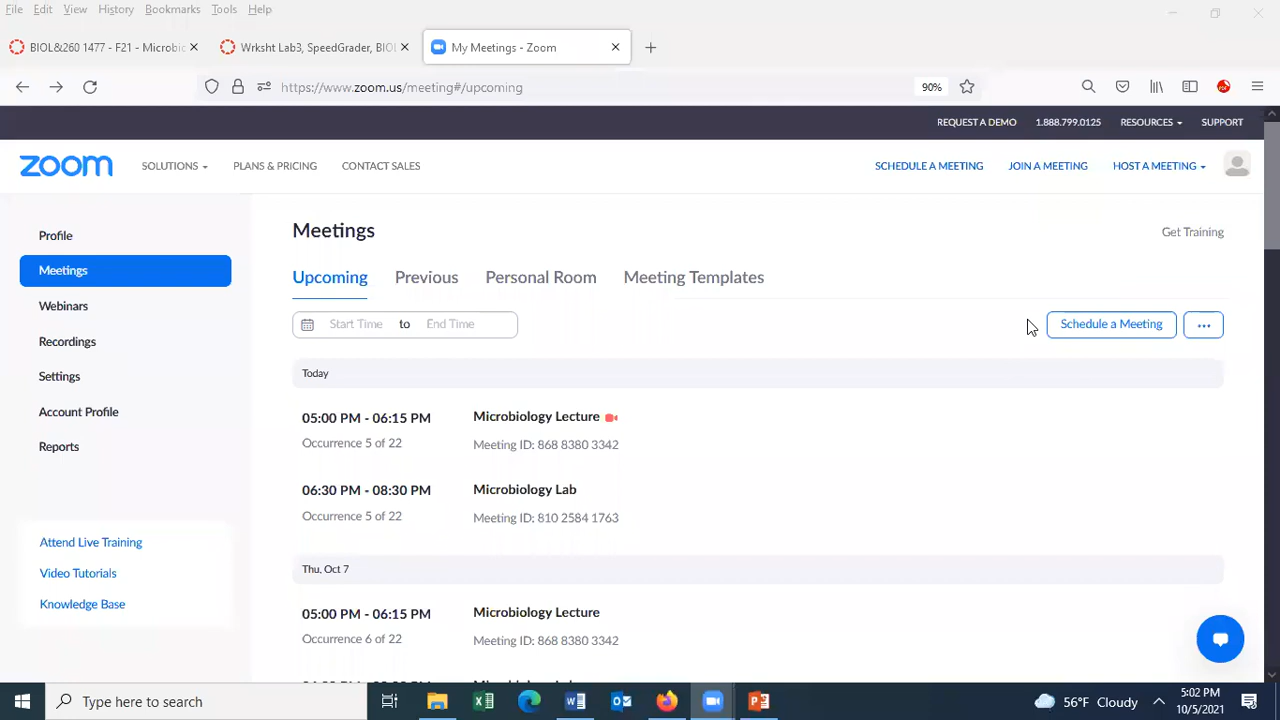 File Edit View History Bookmarks Tools Help
BIOL&260 1477 - F21 - Microbic
Wrksht Lab3, SpeedGrader, BIOL
My Meetings - Zoom
https://www.zoom.us/meeting#/upcoming
90%
REQUEST A DEMO 1.888.799.0125 RESOURCES SUPPORT
zoom SOLUTIONS PLANS & PRICING CONTACT SALES SCHEDULE A MEETING JOIN A MEETING HOST A MEETING
Profile
Meetings
Webinars
Recordings
Settings
Account Profile
Reports
Attend Live Training
Video Tutorials
Knowledge Base
Meetings
Get Training
Upcoming Previous Personal Room Meeting Templates
Start Time to End Time
Schedule a Meeting
Today
05:00 PM - 06:15 PM Microbiology Lecture
Occurrence 5 of 22 Meeting ID: 868 8380 3342
06:30 PM - 08:30 PM Microbiology Lab
Occurrence 5 of 22 Meeting ID: 810 2584 1763
Thu, Oct 7
05:00 PM - 06:15 PM Microbiology Lecture
Occurrence 6 of 22 Meeting ID: 868 8380 3342
Type here to search
56°F Cloudy
5:02 PM
10/5/2021